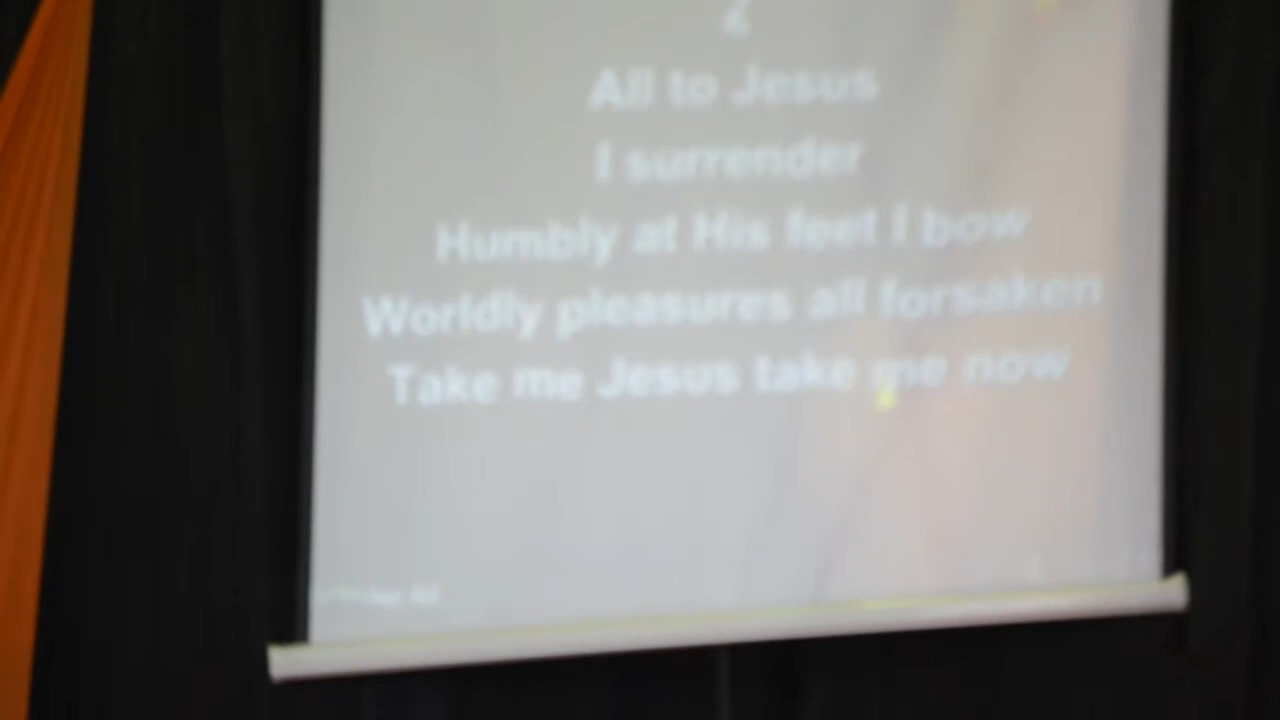 2
All to Jesus
I surrender
Humbly at His feet I bow
Worldly pleasures all forsaken
Take me Jesus take me now